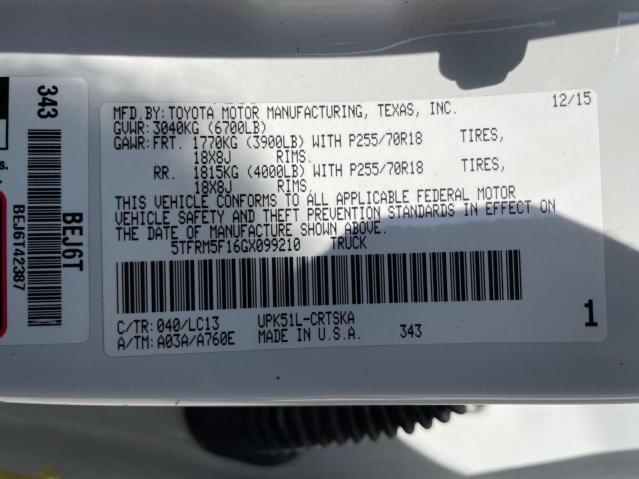 MFD.BY: TOYOTA MOTOR MANUFACTURING, TEXAS, INC. 12/15
GVWR: 3040KG (6700LB)
GAWR: FRT. 1770KG (3900LB) WITH P255/70R18 TIRES,
18X8J RIMS.
RR. 1815KG (4000LB) WITH P255/70R18 TIRES,
18X8J RIMS.
THIS VEHICLE CONFORMS TO ALL APPLICABLE FEDERAL MOTOR
VEHICLE SAFETY AND THEFT PREVENTION STANDARDS IN EFFECT ON
THE DATE OF MANUFACTURE SHOWN ABOVE.
5TFRM5F16GX099210 TRUCK
C/TR: 040/LC13 UPK51L-CRTSKA
A/TM: A03A/A760E MADE IN U.S.A. 343
1
343
BEJ6T
BEJ6T42387
s.